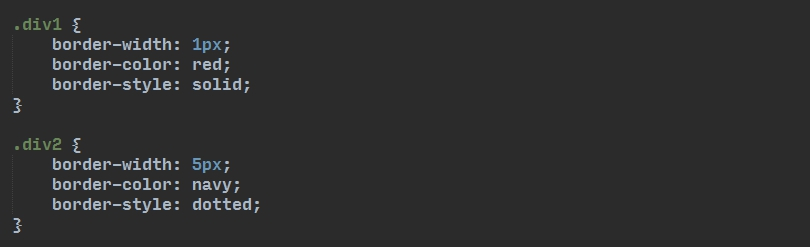 .div1 {
    border-width: 1px;
    border-color: red;
    border-style: solid;
}

.div2 {
    border-width: 5px;
    border-color: navy;
    border-style: dotted;
}